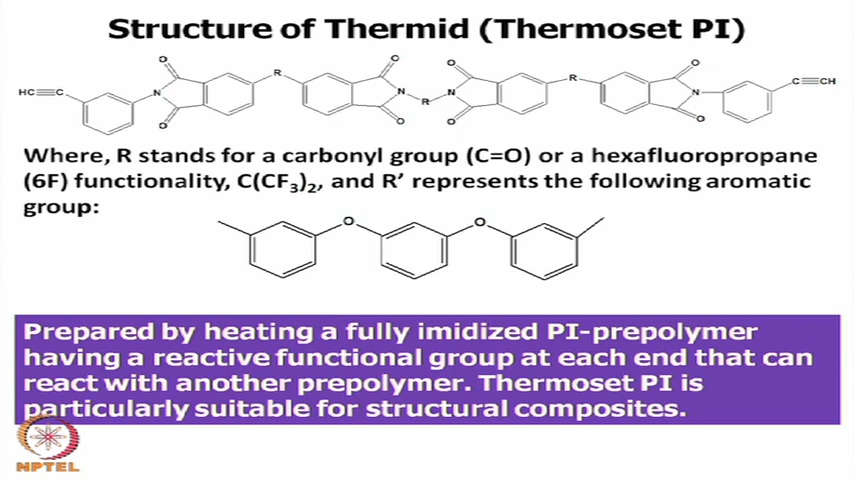 Structure of Thermid (Thermoset PI)
O O O O
HC≡C N R N R N R N C≡CH
O O O O
Where, R stands for a carbonyl group (C=O) or a hexafluoropropane
(6F) functionality, C(CF₃)₂, and R’ represents the following aromatic
group:
O O
Prepared by heating a fully imidized PI-prepolymer
having a reactive functional group at each end that can
react with another prepolymer. Thermoset PI is
particularly suitable for structural composites.
NPTEL